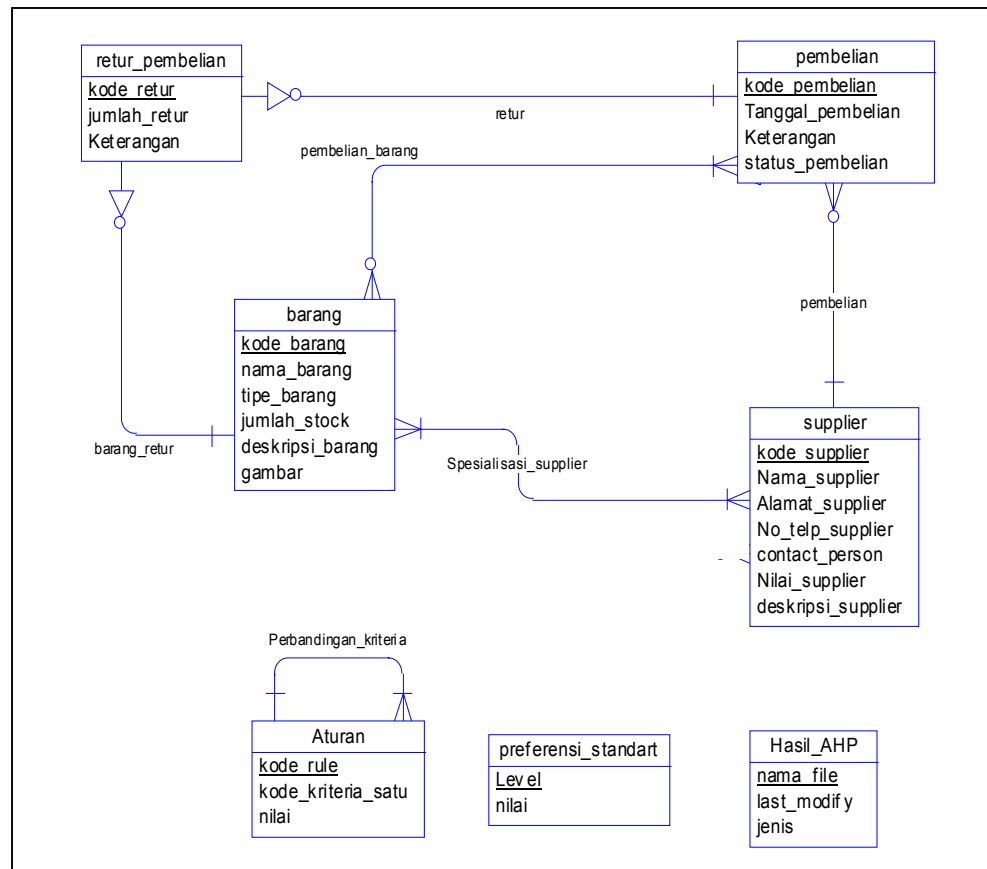 retur_pembelian
kode_retur
jumlah_retur
Keterangan
pembelian
kode_pembelian
Tanggal_pembelian
Keterangan
status_pembelian
retur
pembelian_barang
pembelian
barang
kode_barang
nama_barang
tipe_barang
jumlah_stock
deskripsi_barang
gambar
barang_retur
Spesialisasi_supplier
supplier
kode_supplier
Nama_supplier
Alamat_supplier
No_telp_supplier
contact_person
Nilai_supplier
deskripsi_supplier
Perbandingan_kriteria
Aturan
kode_rule
kode_kriteria_satu
nilai
preferensi_standart
Level
nilai
Hasil_AHP
nama_file
last_modify
jenis